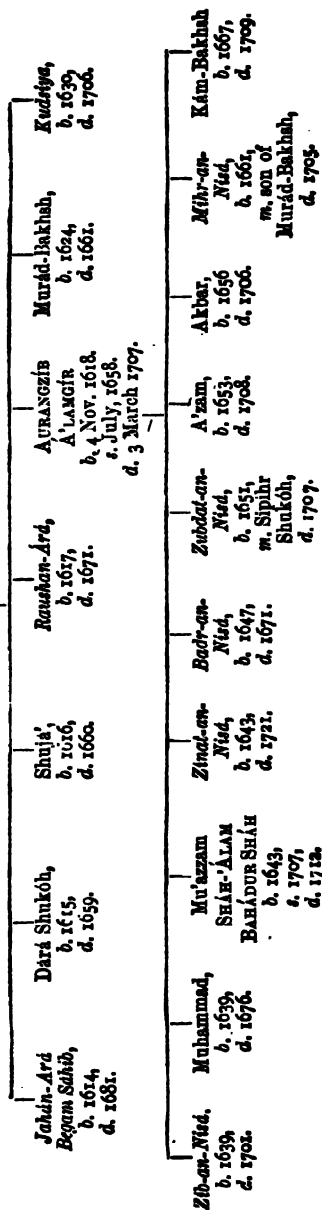 Jahán-Ará
Begam Sáhib,
b. 1614,
d. 1681.
Dárá Shukóh,
b. 1615,
d. 1659.
Shujá',
b. 1616,
d. 1660.
Raushan-Ará,
b. 1617,
d. 1671.
AURANGZÍB
Á'LAMGÍR
b. 4 Nov. 1618.
s. July, 1658.
d. 3 March 1707.
Murád-Bakhsh,
b. 1624,
d. 1661.
Kudsiya,
b. 1630,
d. 1706.
Zíb-an-Nisá,
b. 1639,
d. 1701.
Muhammad,
b. 1639,
d. 1676.
Mu'azzam
SHÁH-'ÁLAM
BAHÁDUR SHÁH
b. 1643,
s. 1707,
d. 1712.
Zínat-an-
Nisá,
b. 1643,
d. 1721.
Badr-an-
Nisá,
b. 1647,
d. 1671.
Zubdat-an-
Nisá,
b. 1651,
m. Sipihr
Shukóh,
d. 1707.
A'zam,
b. 1653,
d. 1708.
Akbar,
b. 1656
d. 1706.
Mihr-an-
Nisá,
b. 1661,
m. son of
Murád-Bakhsh,
d. 1705.
Kám-Bakhsh
b. 1667,
d. 1709.